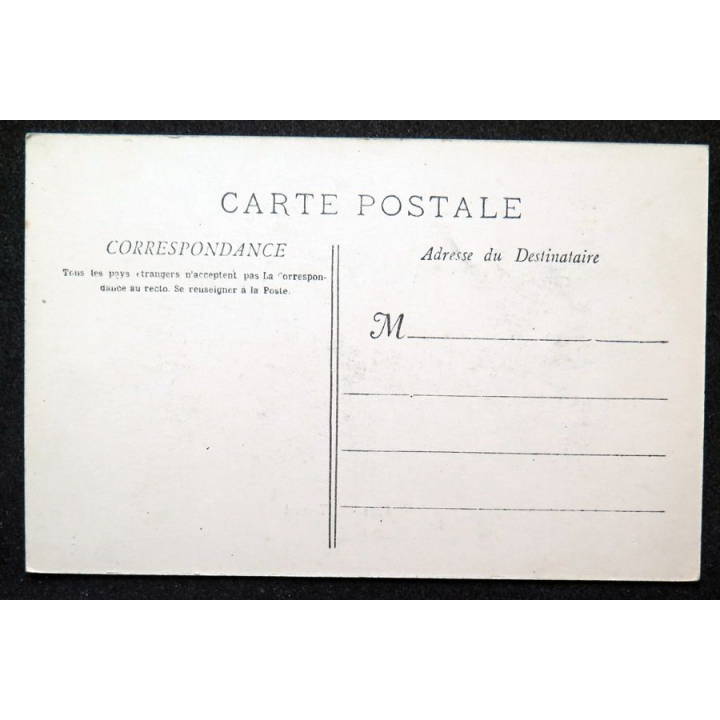 CARTE POSTALE
CORRESPONDANCE
Tous les pays etrangers n'acceptent pas La Correspon-
dance au recto. Se renseigner à la Poste.
Adresse du Destinataire
M